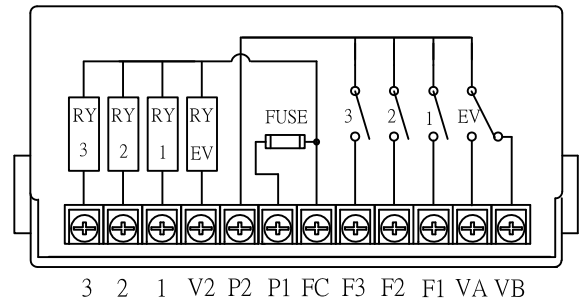 RY RY RY RY FUSE 3 2 1 EV
3 2 1 EV
3 2 1 V2 P2 P1 FC F3 F2 F1 VA VB